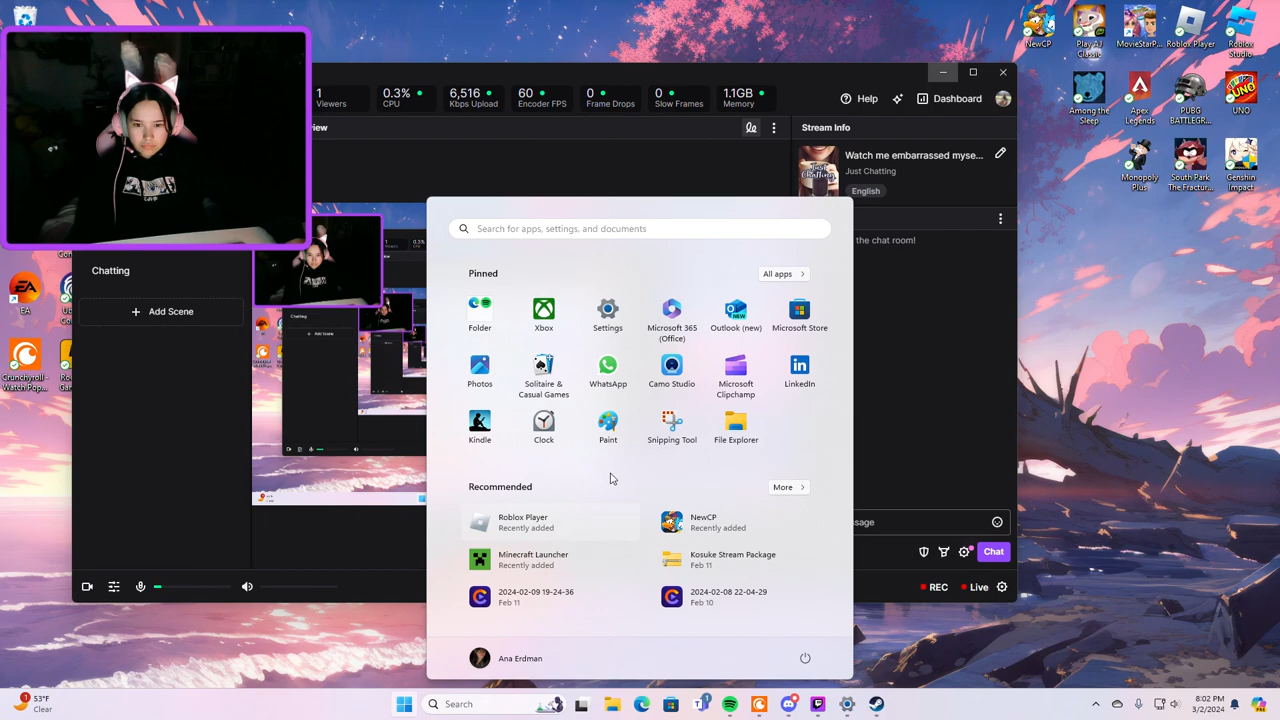 NewCP
Play AJ Classic
MovieStarP...
Roblox Player
Roblox Studio
Among the Sleep
Apex Legends
PUBG BATTLEGR...
UNO
Monopoly Plus
South Park The Fractur...
Genshin Impact
1 Viewers
0.3% CPU
6,516 Kbps Upload
60 Encoder FPS
0 Frame Drops
0 Slow Frames
1.1GB Memory
Help
Dashboard
Stream Info
Watch me embarrassed myse...
Just Chatting
English
the chat room!
Chatting
+ Add Scene
EA
Crunchyroll - Watch Pop...
Search for apps, settings, and documents
Pinned
All apps
Folder
Xbox
Settings
Microsoft 365 (Office)
Outlook (new)
Microsoft Store
Photos
Solitaire & Casual Games
WhatsApp
Camo Studio
Microsoft Clipchamp
LinkedIn
Kindle
Clock
Paint
Snipping Tool
File Explorer
Recommended
More
Roblox Player
Recently added
NewCP
Recently added
Minecraft Launcher
Recently added
Kosuke Stream Package
Feb 11
2024-02-09 19-24-36
Feb 11
2024-02-08 22-04-29
Feb 10
Ana Erdman
Chat
REC
Live
53°F
Clear
Search
8:02 PM
3/2/2024